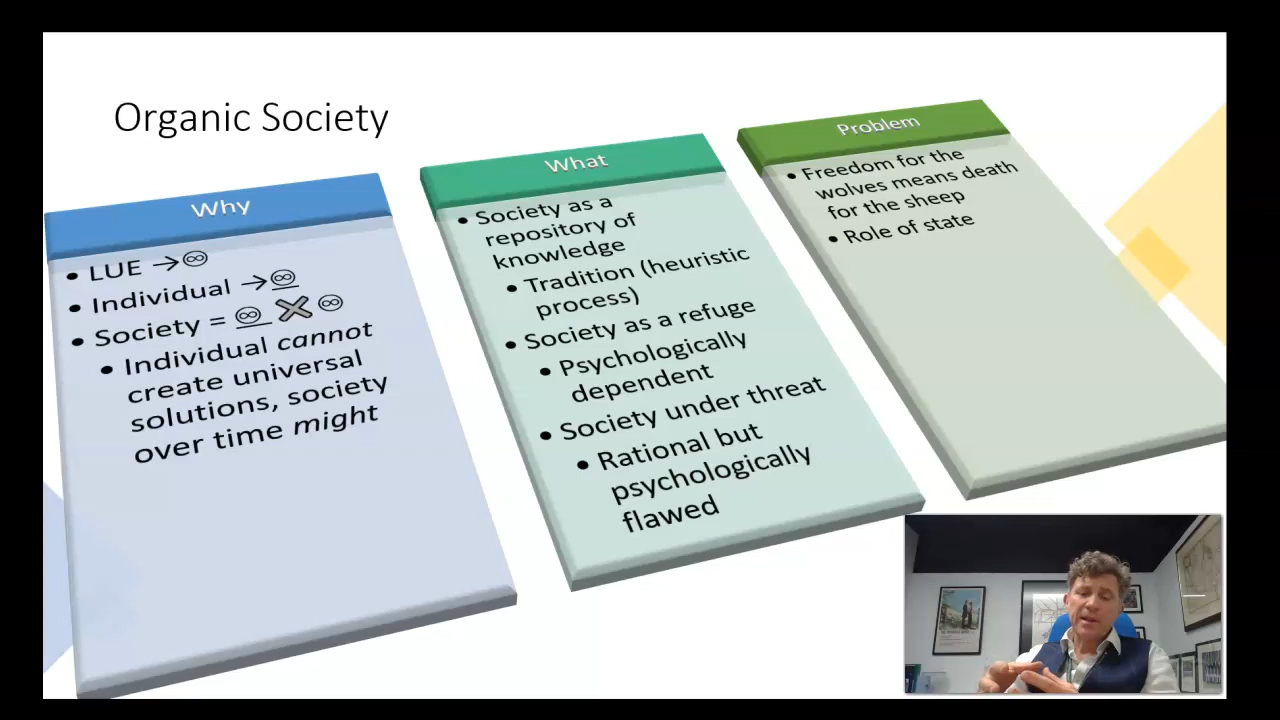 Organic Society
Why
• LUE →♾
• Individual →♾
• Society = ♾ ✖ ♾
• Individual cannot
create universal
solutions, society
over time might
What
• Society as a
repository of
knowledge
• Tradition (heuristic
process)
• Society as a refuge
• Psychologically
dependent
• Society under threat
• Rational but
psychologically
flawed
Problem
• Freedom for the
wolves means death
for the sheep
• Role of state